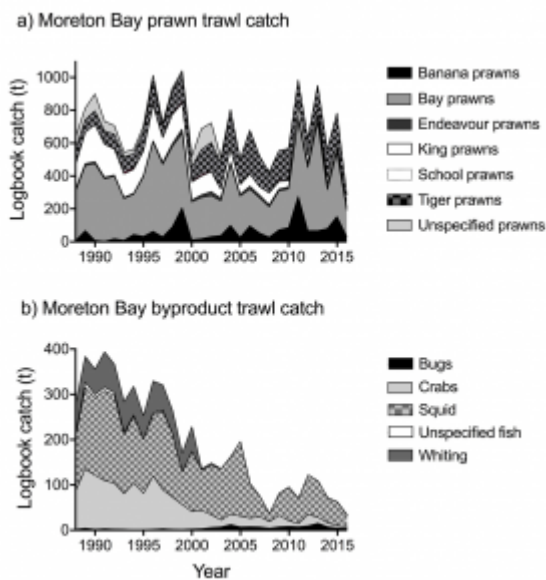 a) Moreton Bay prawn trawl catch
Logbook catch (t)
1000
800
600
400
200
0
1990
1995
2000
2005
2010
2015
Banana prawns
Bay prawns
Endeavour prawns
King prawns
School prawns
Tiger prawns
Unspecified prawns
b) Moreton Bay byproduct trawl catch
Logbook catch (t)
400
300
200
100
0
1990
1995
2000
2005
2010
2015
Year
Bugs
Crabs
Squid
Unspecified fish
Whiting